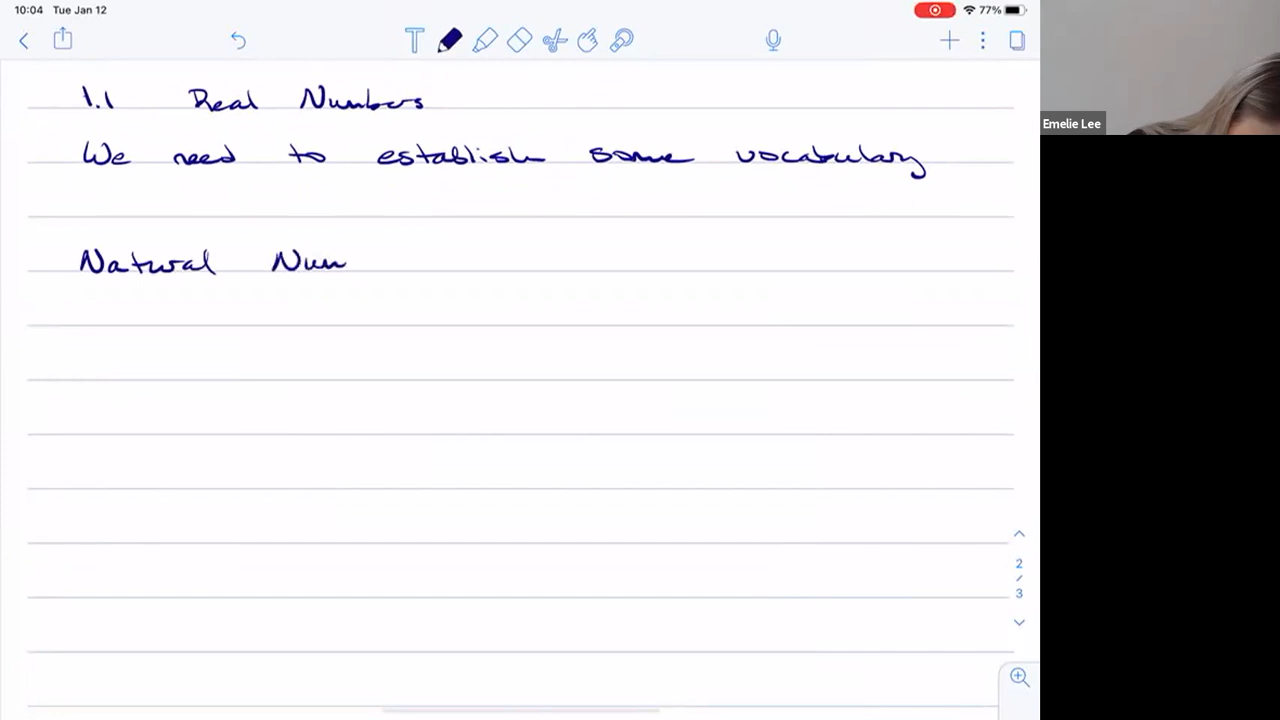 10:04 Tue Jan 12
77%
T
1.1 Real Numbers
We need to establish some vocabulary
Natural Num
2
/
3
Emelie Lee